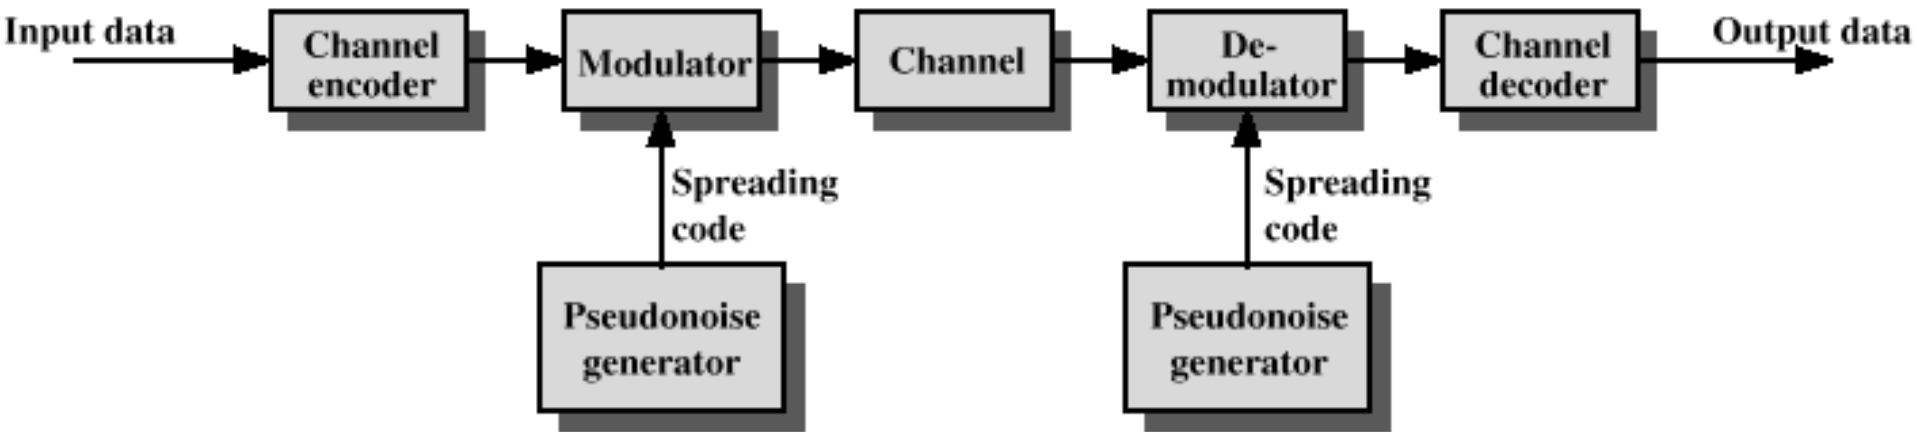 Input data
Channel
encoder
Modulator
Channel
De-
modulator
Channel
decoder
Output data
Spreading
code
Spreading
code
Pseudonoise
generator
Pseudonoise
generator